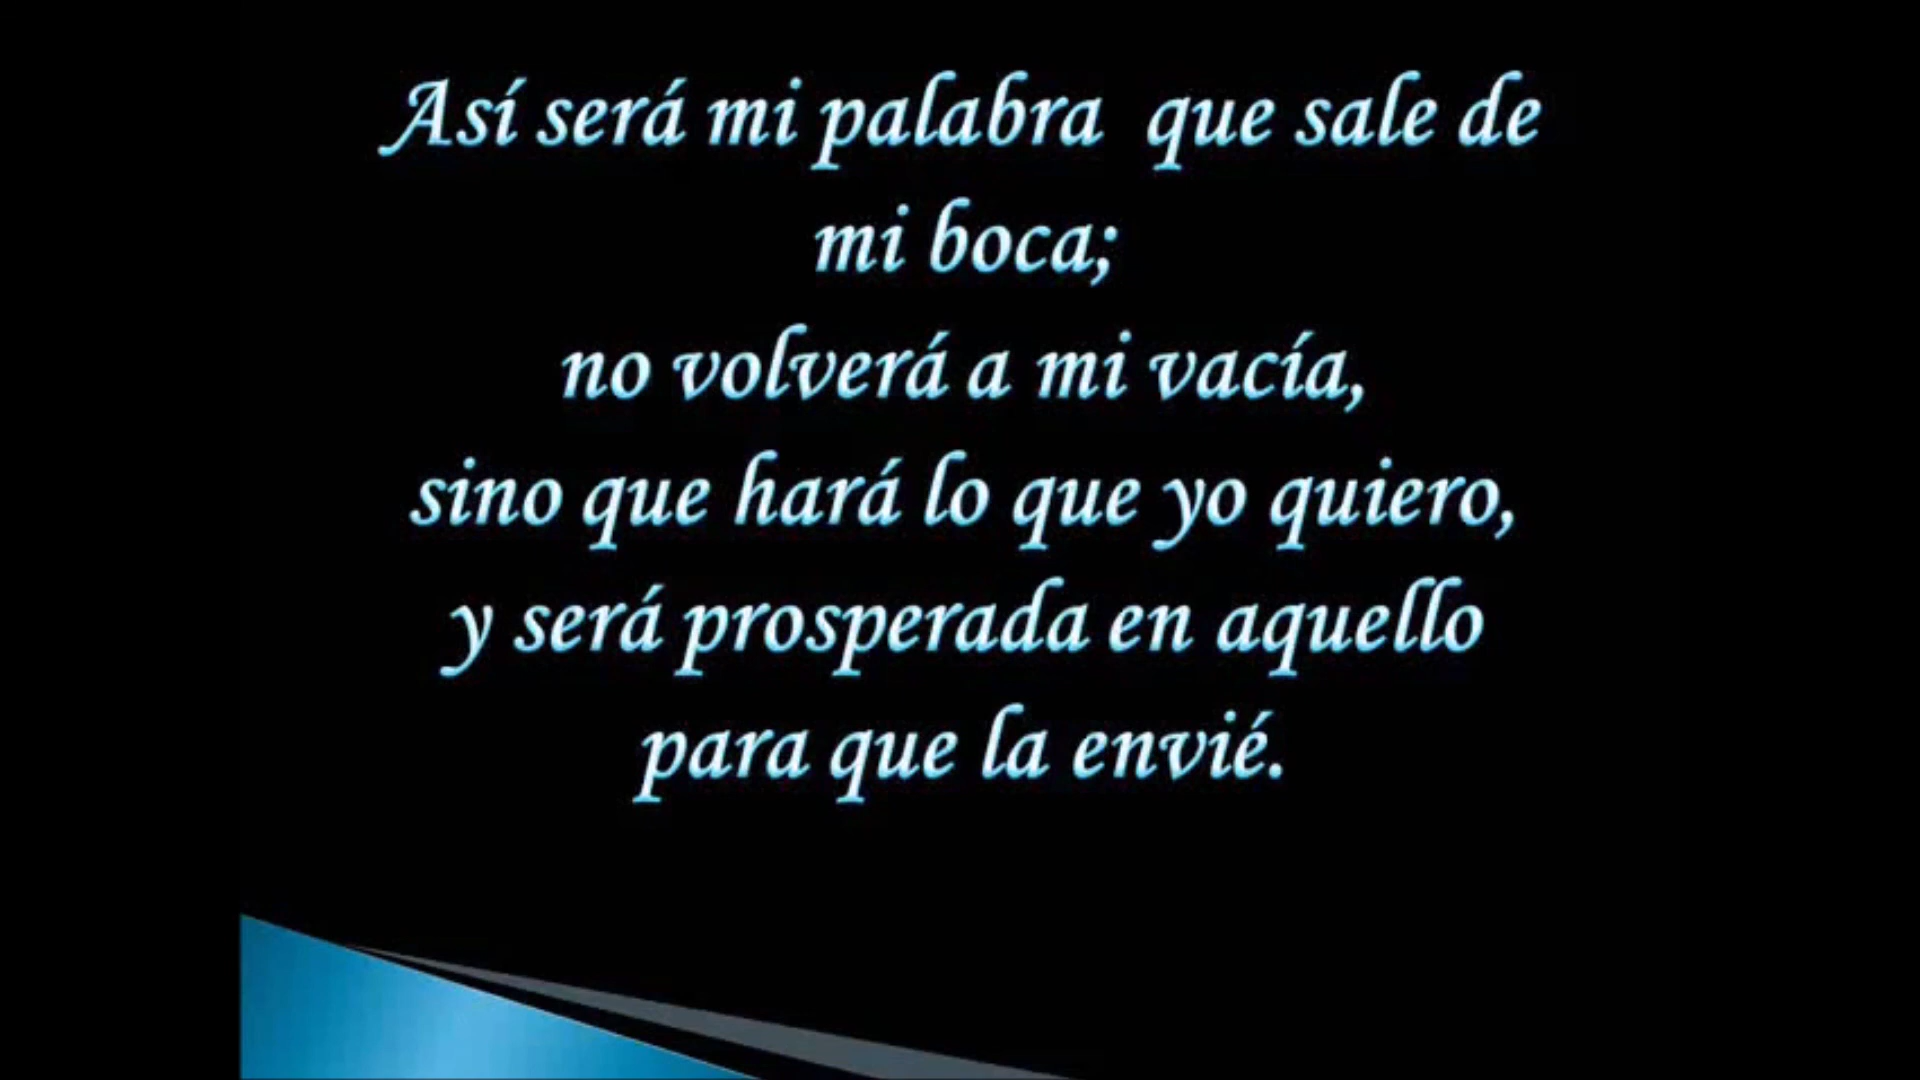 Así será mi palabra que sale de
mi boca;
no volverá a mi vacía,
sino que hará lo que yo quiero,
y será prosperada en aquello
para que la envié.